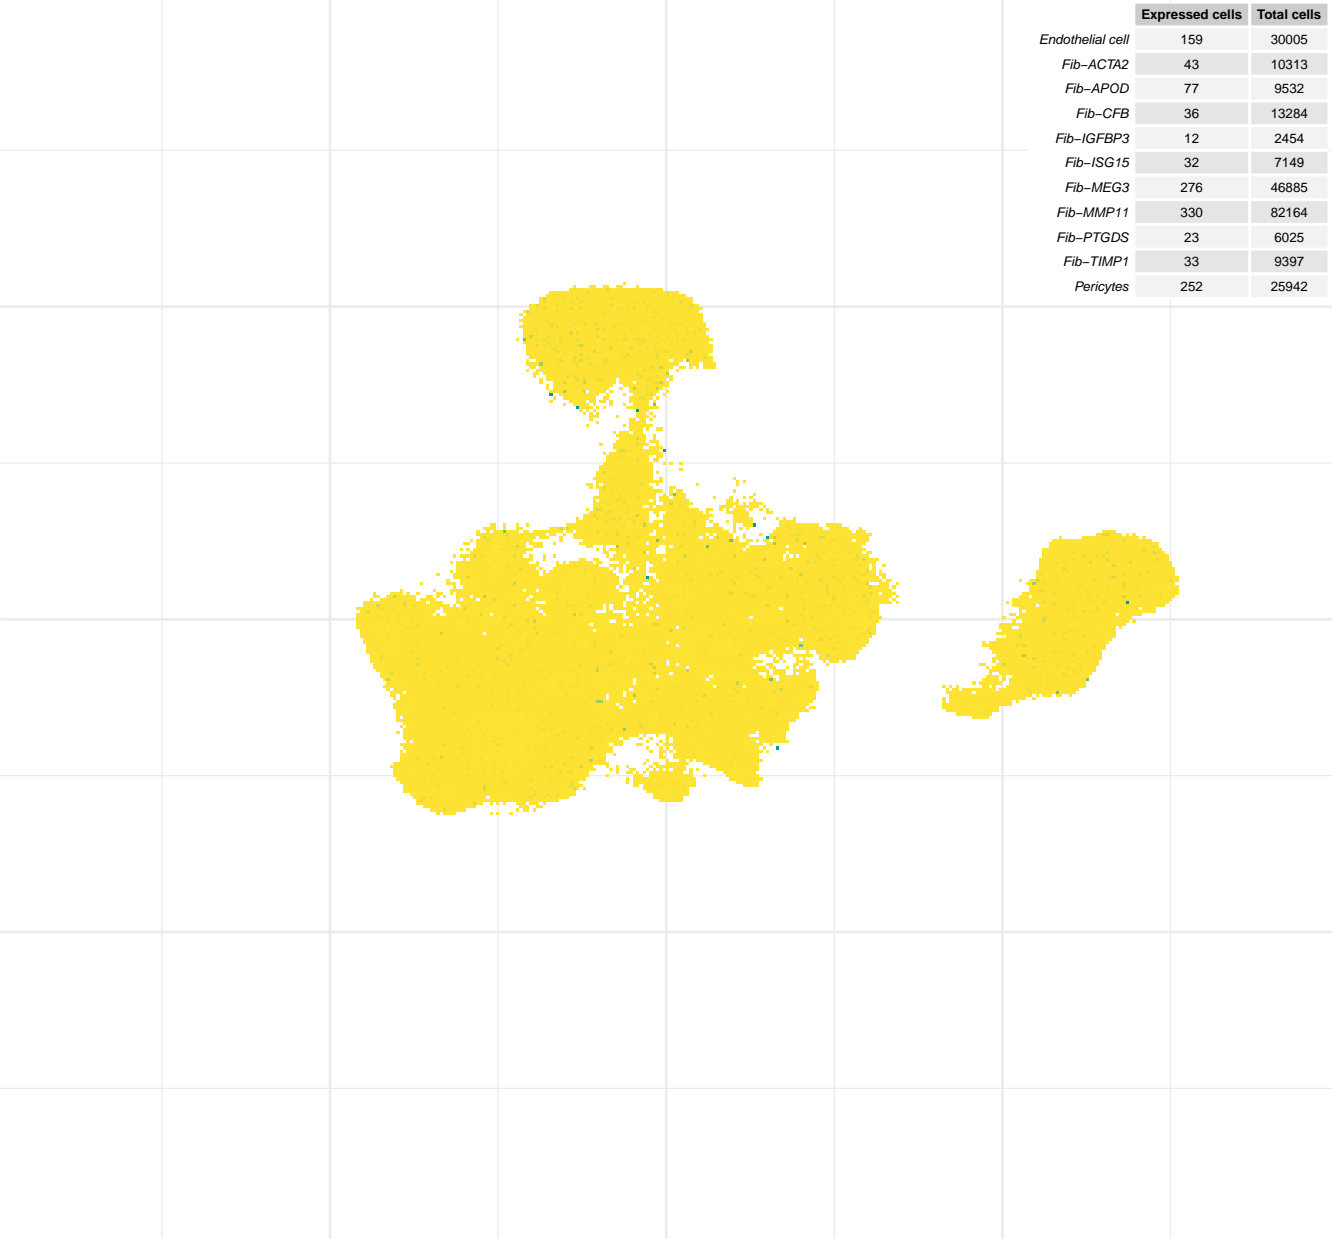 Expressed cells Total cells
Endothelial cell 159 30005
Fib−ACTA2 43 10313
Fib−APOD 77 9532
Fib−CFB 36 13284
Fib−IGFBP3 12 2454
Fib−ISG15 32 7149
Fib−MEG3 276 46885
Fib−MMP11 330 82164
Fib−PTGDS 23 6025
Fib−TIMP1 33 9397
Pericytes 252 25942